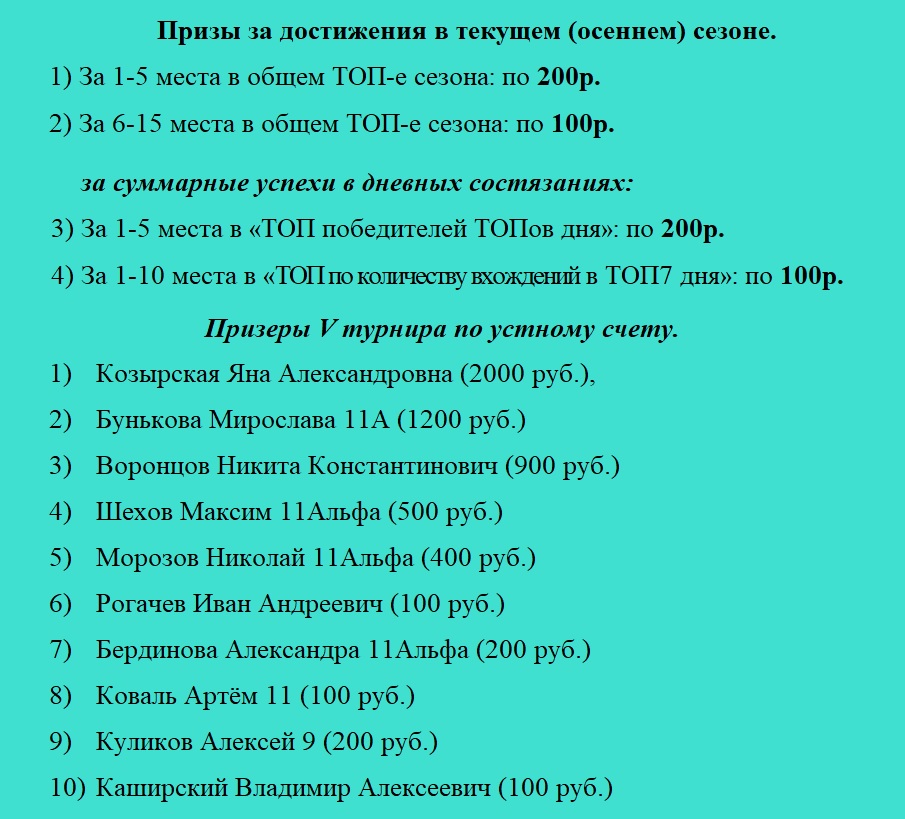 Призы за достижения в текущем (осеннем) сезоне.
1) За 1-5 места в общем ТОП-е сезона: по 200р.
2) За 6-15 места в общем ТОП-е сезона: по 100р.
за суммарные успехи в дневных состязаниях:
3) За 1-5 места в «ТОП победителей ТОПов дня»: по 200р.
4) За 1-10 места в «ТОП по количеству вхождений в ТОП7 дня»: по 100р.
Призеры V турнира по устному счету.
1) Козырская Яна Александровна (2000 руб.),
2) Бунькова Мирослава 11А (1200 руб.)
3) Воронцов Никита Константинович (900 руб.)
4) Шехов Максим 11Альфа (500 руб.)
5) Морозов Николай 11Альфа (400 руб.)
6) Рогачев Иван Андреевич (100 руб.)
7) Бердинова Александра 11Альфа (200 руб.)
8) Коваль Артём 11 (100 руб.)
9) Куликов Алексей 9 (200 руб.)
10) Каширский Владимир Алексеевич (100 руб.)